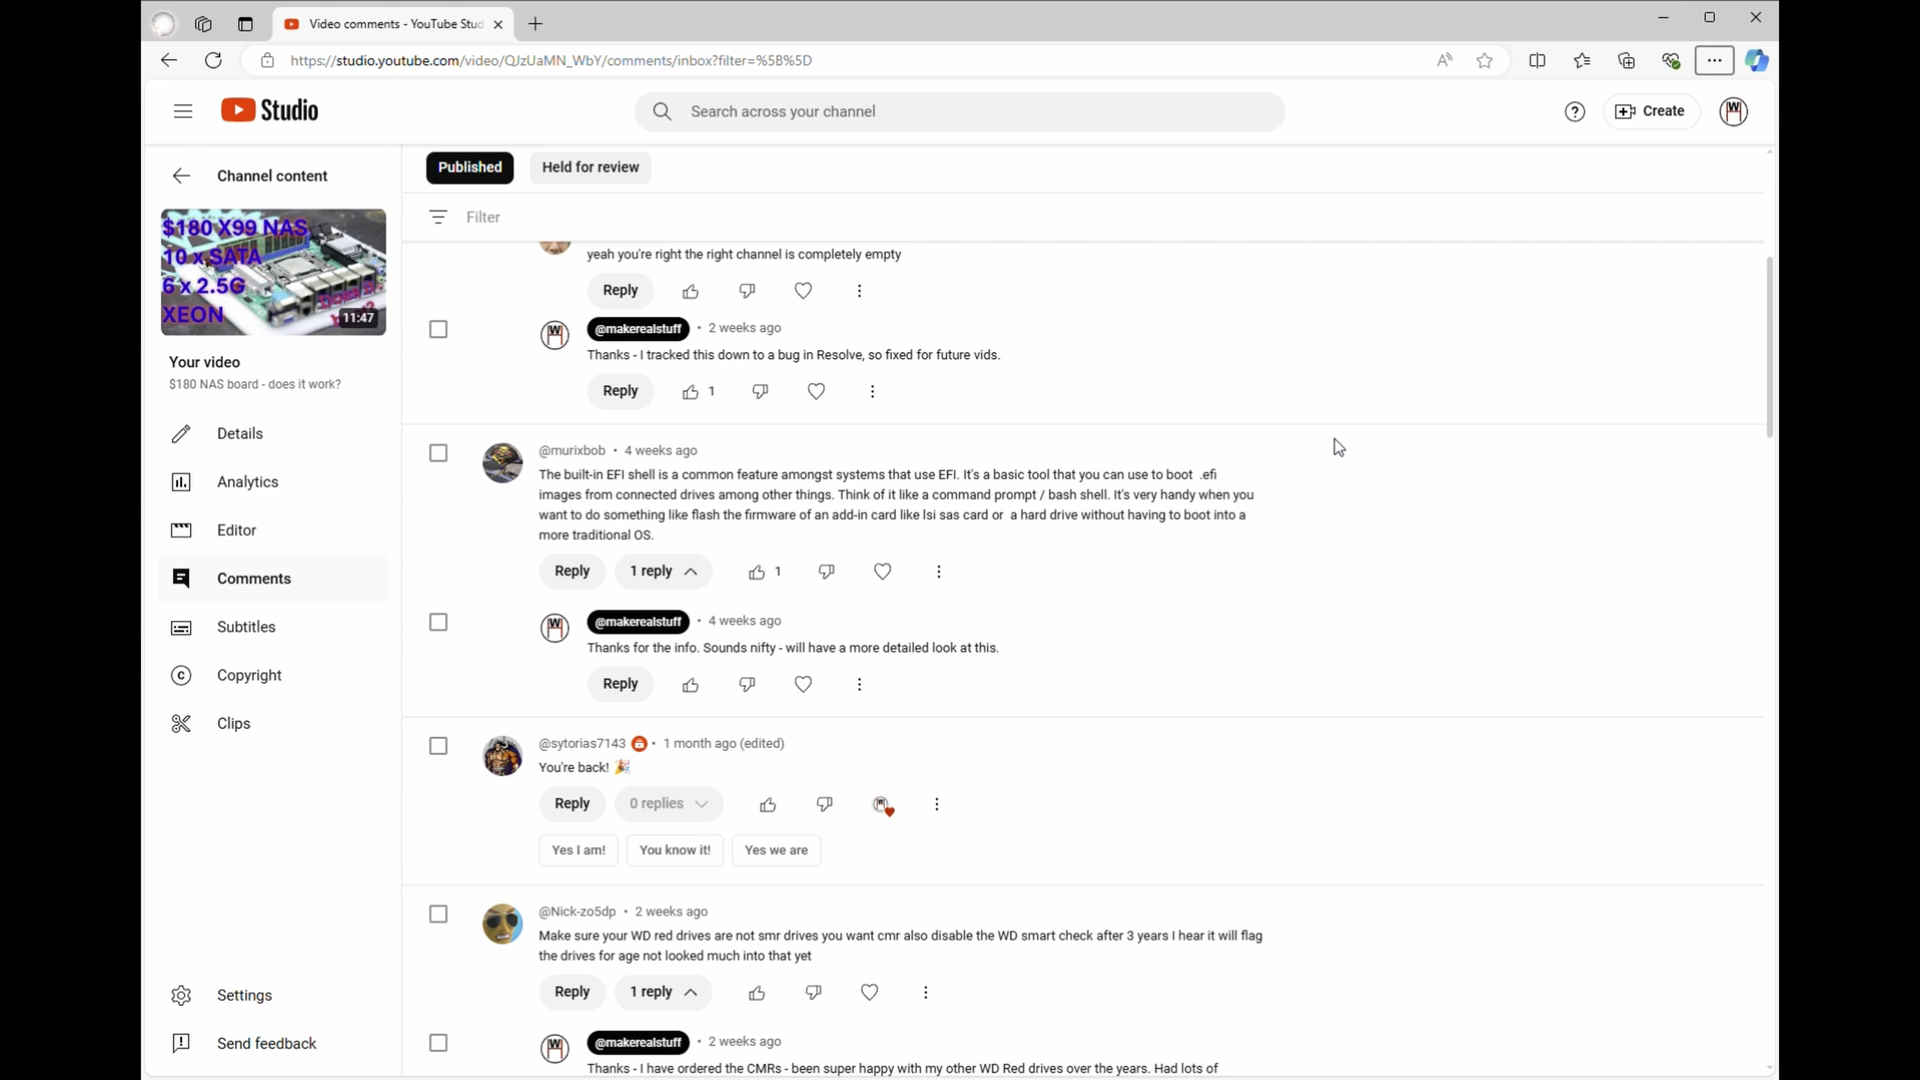 Video comments - YouTube Stud
https://studio.youtube.com/video/QJzUaMN_WbY/comments/inbox?filter=%5B%5D
Studio
Search across your channel
Create
Channel content
Published
Held for review
Filter
$180 X99 NAS
10 x SATA
6 x 2.5G
XEON
11:47
Your video
$180 NAS board - does it work?
Details
Analytics
Editor
Comments
Subtitles
Copyright
Clips
Settings
Send feedback
yeah you're right the right channel is completely empty
Reply
@makerealstuff • 2 weeks ago
Thanks - I tracked this down to a bug in Resolve, so fixed for future vids.
Reply 1
@murixbob • 4 weeks ago
The built-in EFI shell is a common feature amongst systems that use EFI. It's a basic tool that you can use to boot .efi
images from connected drives among other things. Think of it like a command prompt / bash shell. It's very handy when you
want to do something like flash the firmware of an add-in card like lsi sas card or a hard drive without having to boot into a
more traditional OS.
Reply 1 reply 1
@makerealstuff • 4 weeks ago
Thanks for the info. Sounds nifty - will have a more detailed look at this.
Reply
@sytorias7143 • 1 month ago (edited)
You're back! 🎉
Reply 0 replies
Yes I am! You know it! Yes we are
@Nick-zo5dp • 2 weeks ago
Make sure your WD red drives are not smr drives you want cmr also disable the WD smart check after 3 years I hear it will flag
the drives for age not looked much into that yet
Reply 1 reply
@makerealstuff • 2 weeks ago
Thanks - I have ordered the CMRs - been super happy with my other WD Red drives over the years. Had lots of